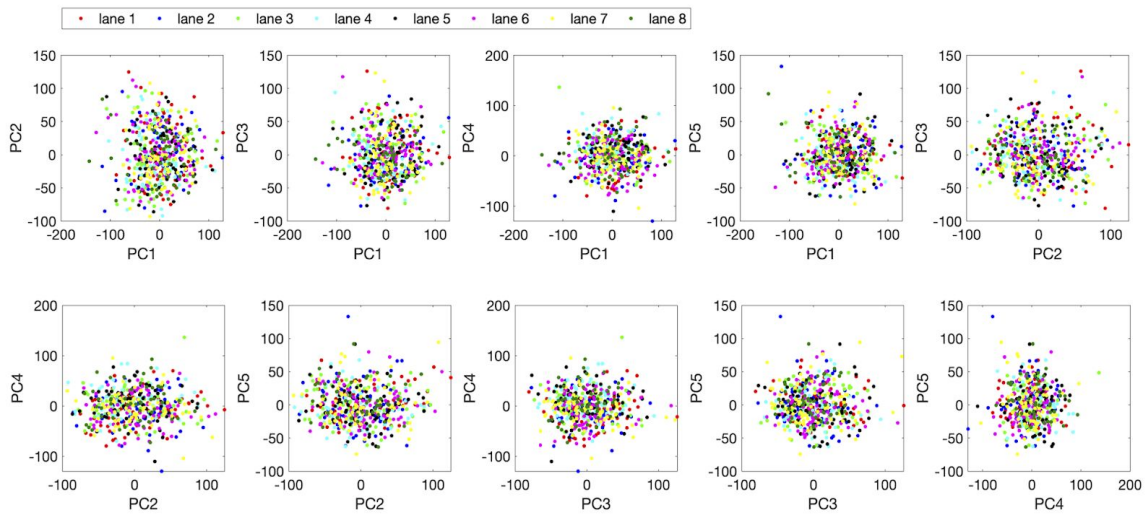 lane 1 lane 2 lane 3 lane 4 lane 5 lane 6 lane 7 lane 8
150 150 200 150 150
100 100 100 100
50 50 100 50 50
PC2 PC3 PC4 PC5 PC3
0 0 0 0 0
-50 -50 -50 -50
-100 -100 -100 -100 -100
-200 -100 0 100 -200 -100 0 100 -200 -100 0 100 -200 -100 0 100 -100 0 100
PC1 PC1 PC1 PC1 PC2
200 150 200 150 150
100 100 100
100 50 100 50 50
PC4 PC5 PC4 PC5 PC5
0 0 0 0 0
-50 -50 -50
-100 -100 -100 -100 -100
-100 0 100 -100 0 100 -100 0 100 -100 0 100 -100 0 100 200
PC2 PC2 PC3 PC3 PC4